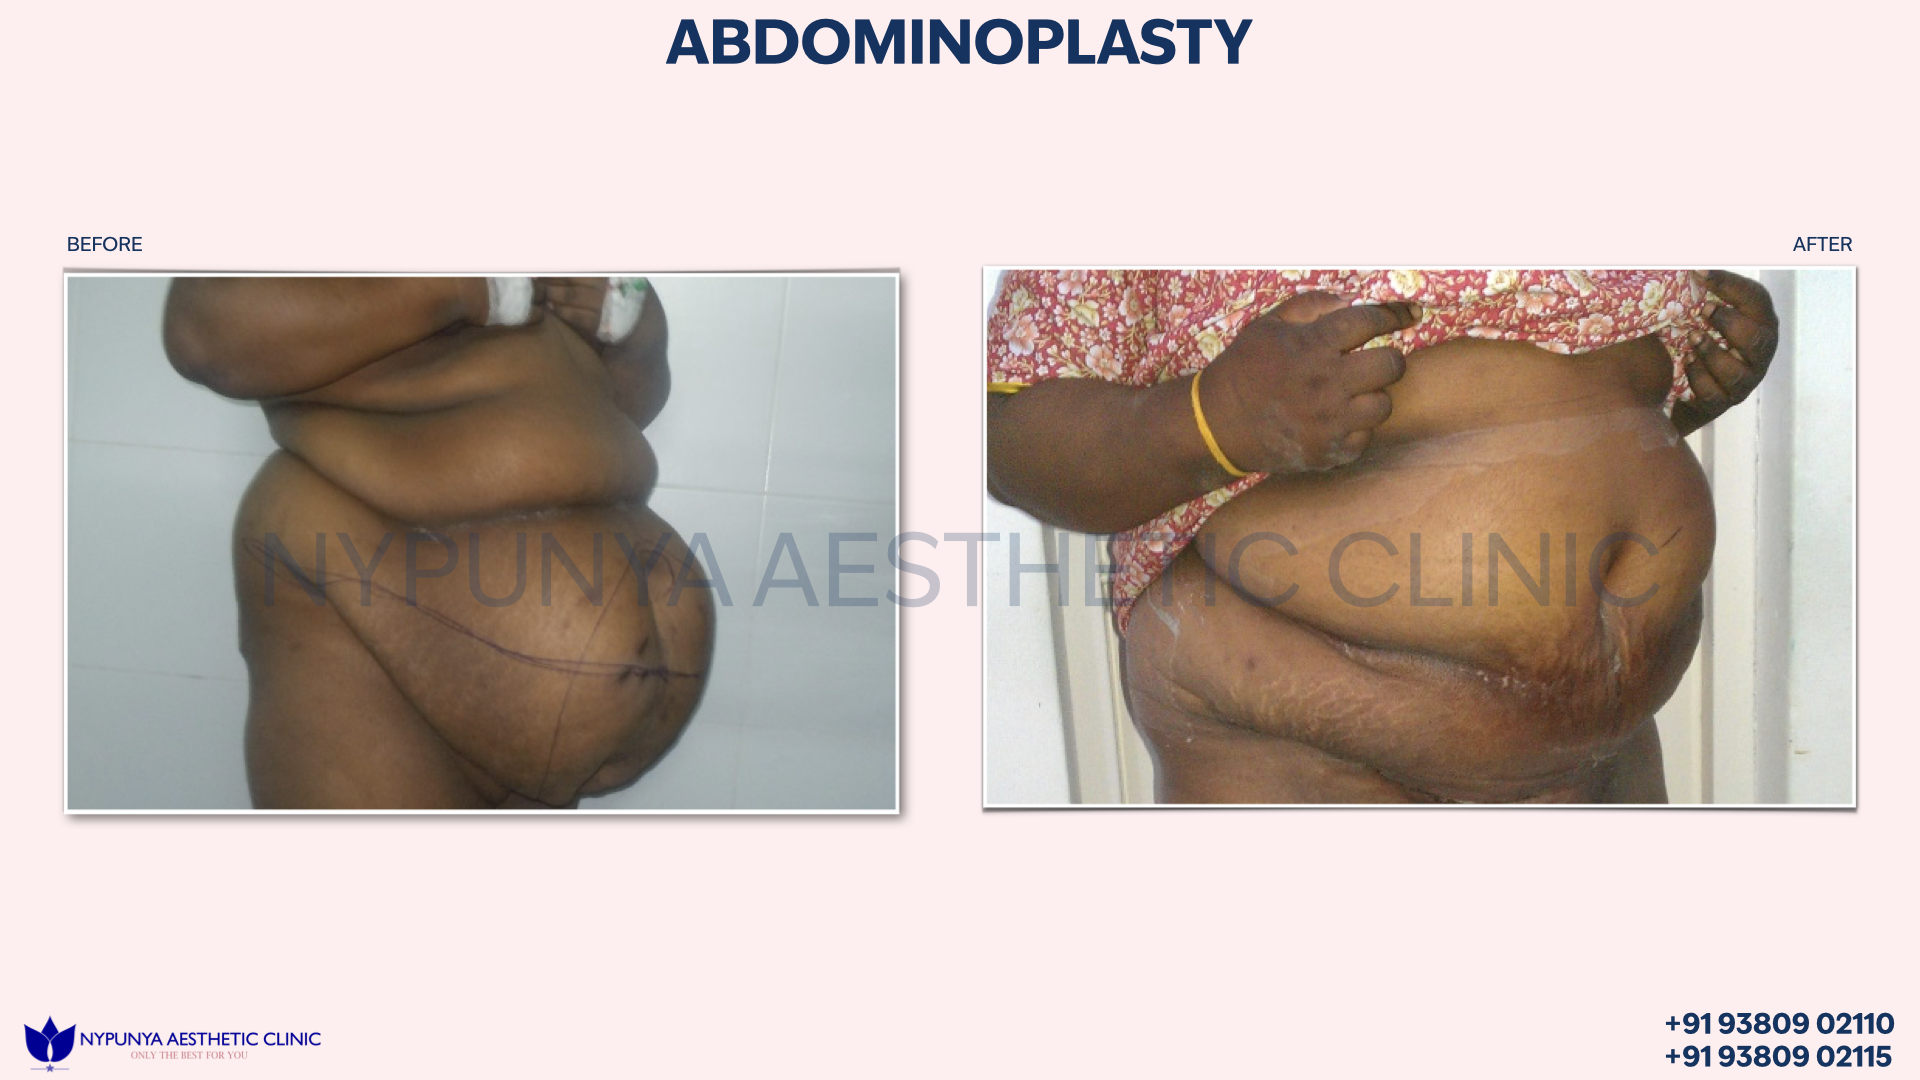 ABDOMINOPLASTY
BEFORE
AFTER
NYPUNYA AESTHETIC CLINIC
NYPUNYA AESTHETIC CLINIC
ONLY THE BEST FOR YOU
+91 93809 02110
+91 93809 02115